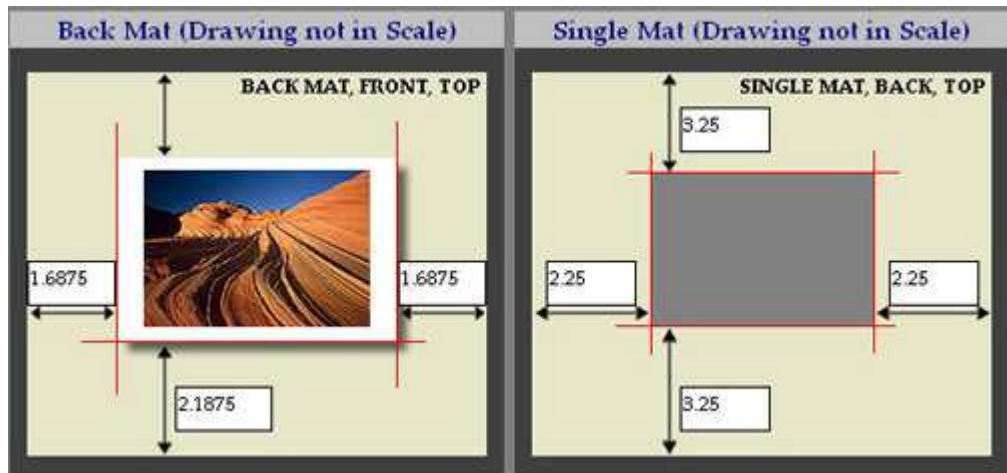 Back Mat (Drawing not in Scale)
BACK MAT, FRONT, TOP
1.6875
1.6875
2.1875
Single Mat (Drawing not in Scale)
SINGLE MAT, BACK, TOP
3.25
2.25
2.25
3.25